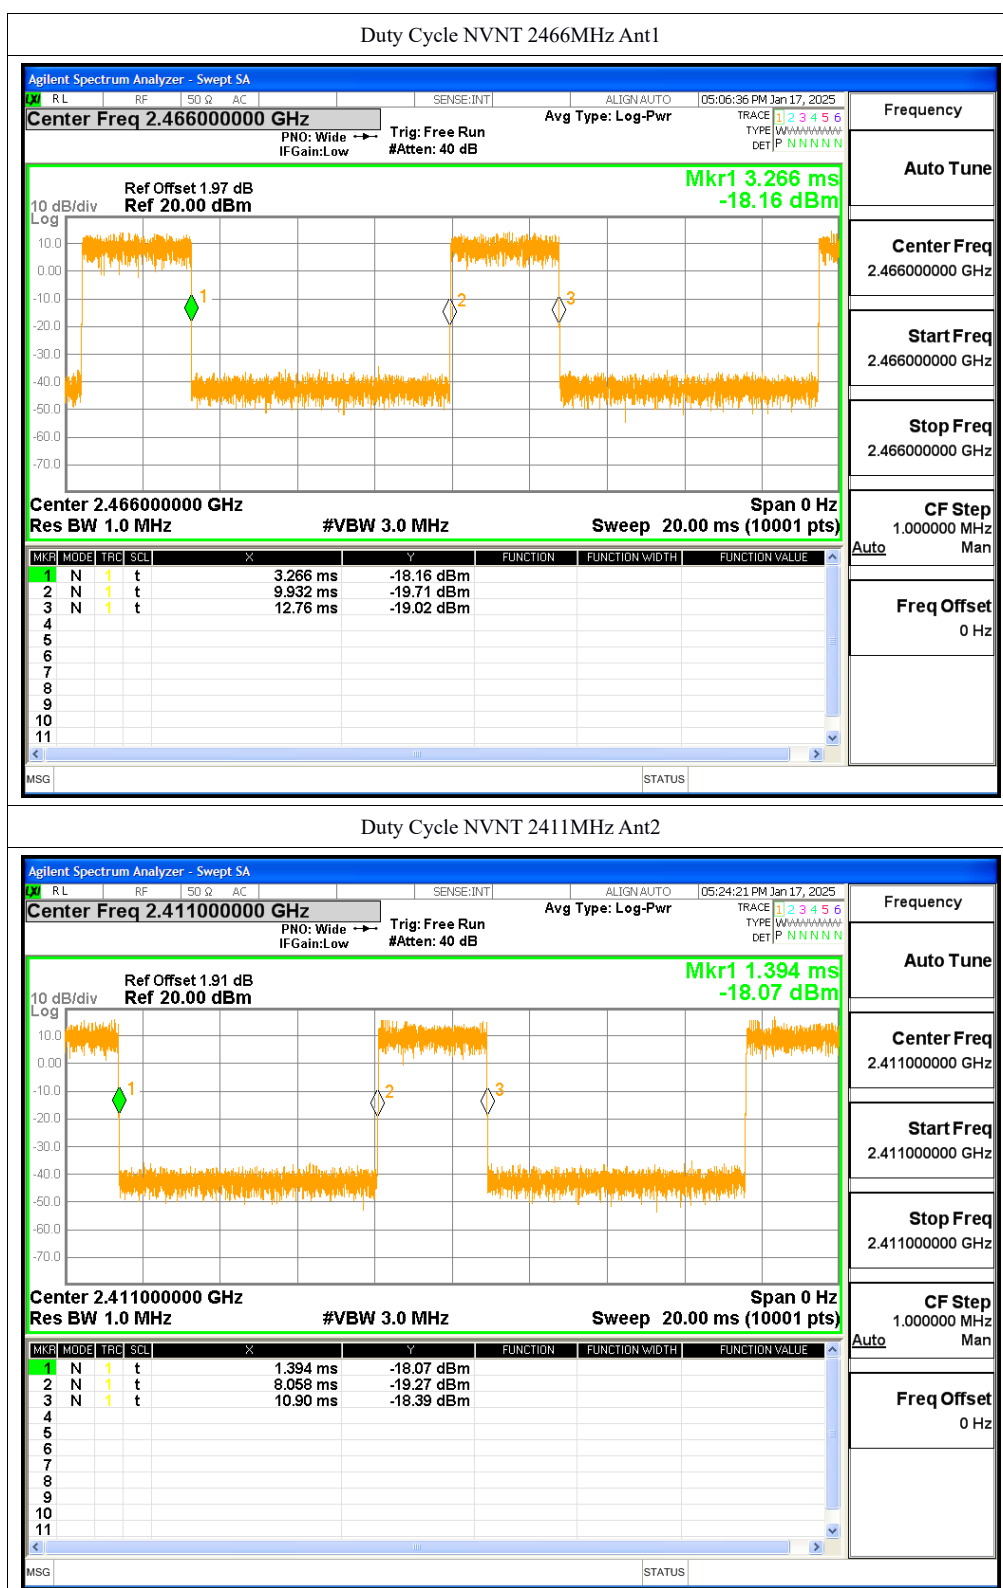 Duty Cycle NVNT 2466MHz Ant1
Agilent Spectrum Analyzer - Swept SA
LXI RL RF 50 Ω AC SENSE:INT ALIGN AUTO 05:06:36 PM Jan 17, 2025
Center Freq 2.466000000 GHz
PNO: Wide
IFGain:Low
Trig: Free Run
#Atten: 40 dB
Avg Type: Log-Pwr
TRACE 1 2 3 4 5 6
TYPE
DET P N N N N N
Ref Offset 1.97 dB
Ref 20.00 dBm
10 dB/div
Log
Mkr1 3.266 ms
-18.16 dBm
10.0
0.00
-10.0
-20.0
-30.0
-40.0
-50.0
-60.0
-70.0
1
2
3
Center 2.466000000 GHz Span 0 Hz
Res BW 1.0 MHz #VBW 3.0 MHz Sweep 20.00 ms (10001 pts)
MKR MODE TRC SCL X Y FUNCTION FUNCTION WIDTH FUNCTION VALUE
1 N 1 t 3.266 ms -18.16 dBm
2 N 1 t 9.932 ms -19.71 dBm
3 N 1 t 12.76 ms -19.02 dBm
4
5
6
7
8
9
10
11
MSG STATUS
Frequency
Auto Tune
Center Freq
2.466000000 GHz
Start Freq
2.466000000 GHz
Stop Freq
2.466000000 GHz
CF Step
1.000000 MHz
Auto Man
Freq Offset
0 Hz
Duty Cycle NVNT 2411MHz Ant2
Agilent Spectrum Analyzer - Swept SA
LXI RL RF 50 Ω AC SENSE:INT ALIGN AUTO 05:24:21 PM Jan 17, 2025
Center Freq 2.411000000 GHz
PNO: Wide
IFGain:Low
Trig: Free Run
#Atten: 40 dB
Avg Type: Log-Pwr
TRACE 1 2 3 4 5 6
TYPE
DET P N N N N N
Ref Offset 1.91 dB
Ref 20.00 dBm
10 dB/div
Log
Mkr1 1.394 ms
-18.07 dBm
10.0
0.00
-10.0
-20.0
-30.0
-40.0
-50.0
-60.0
-70.0
1
2
3
Center 2.411000000 GHz Span 0 Hz
Res BW 1.0 MHz #VBW 3.0 MHz Sweep 20.00 ms (10001 pts)
MKR MODE TRC SCL X Y FUNCTION FUNCTION WIDTH FUNCTION VALUE
1 N 1 t 1.394 ms -18.07 dBm
2 N 1 t 8.058 ms -19.27 dBm
3 N 1 t 10.90 ms -18.39 dBm
4
5
6
7
8
9
10
11
MSG STATUS
Frequency
Auto Tune
Center Freq
2.411000000 GHz
Start Freq
2.411000000 GHz
Stop Freq
2.411000000 GHz
CF Step
1.000000 MHz
Auto Man
Freq Offset
0 Hz